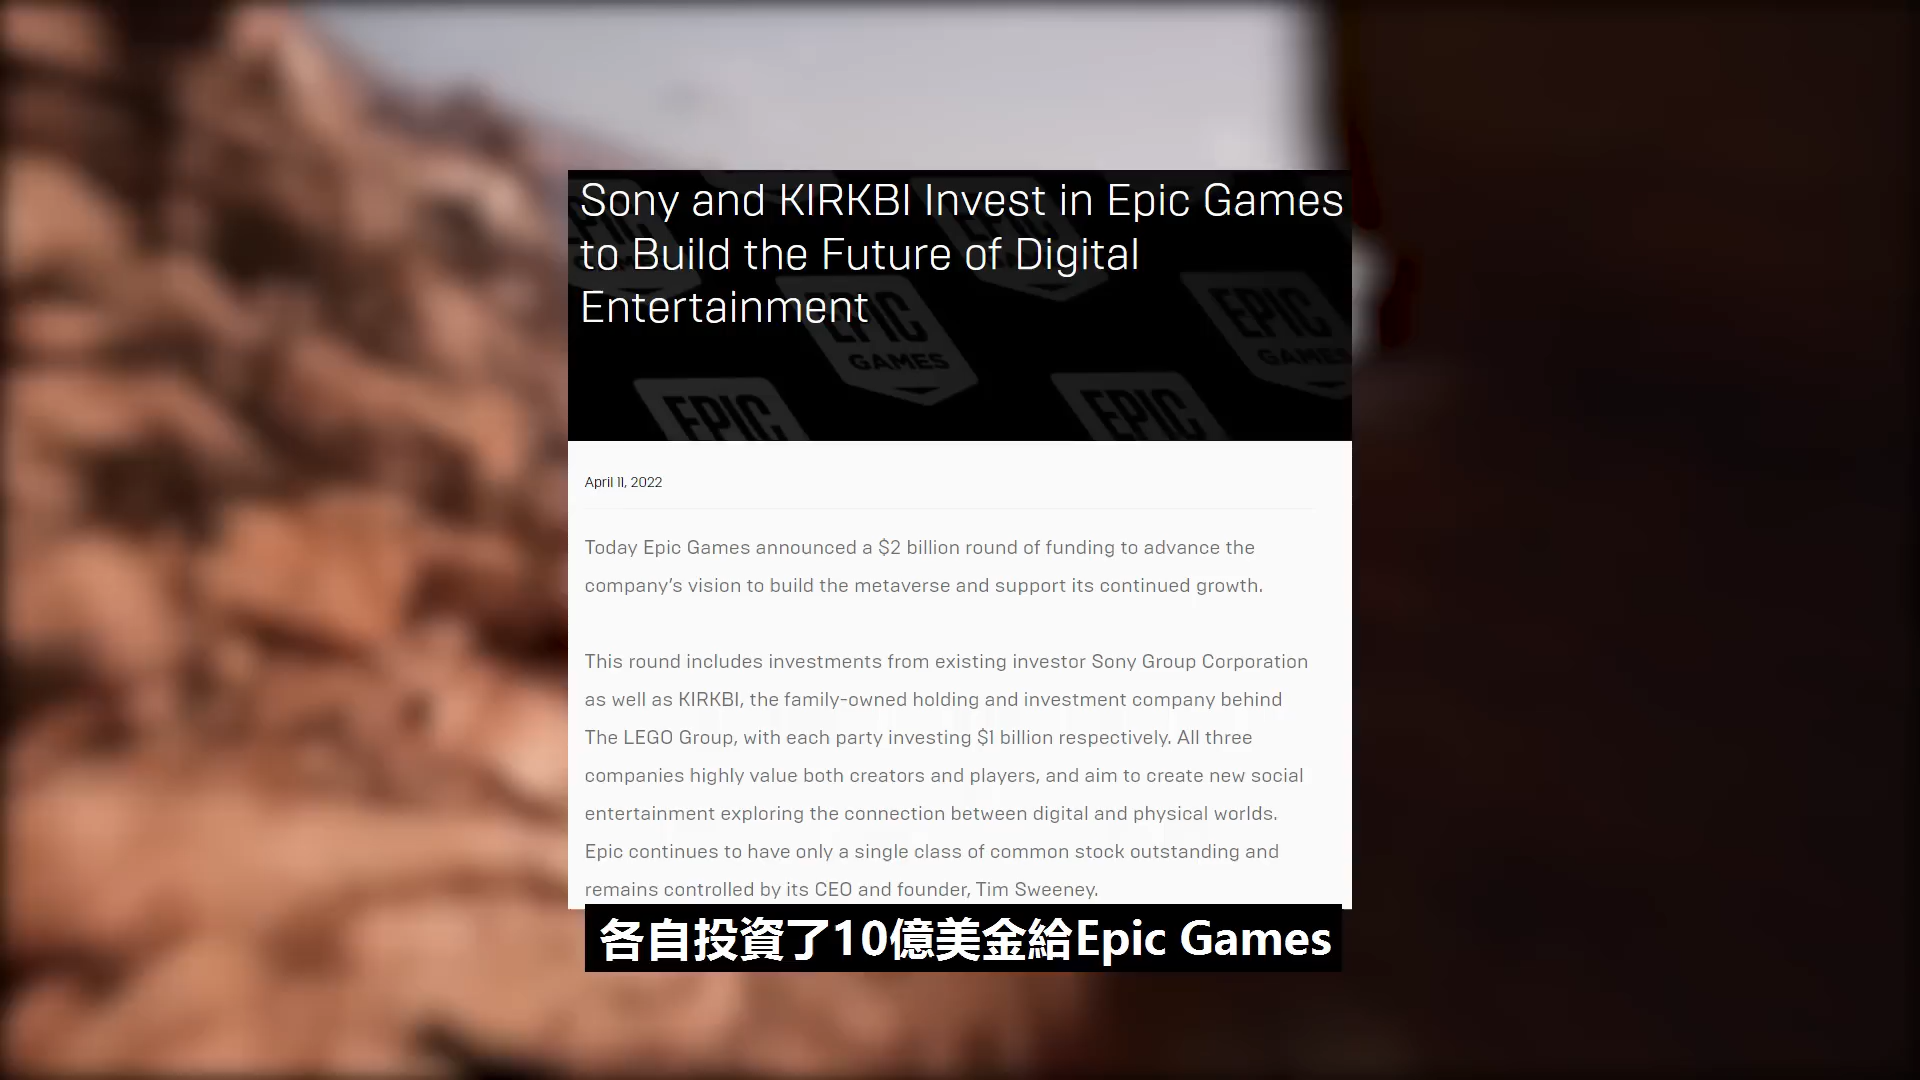 Sony and KIRKBI Invest in Epic Games
to Build the Future of Digital
Entertainment
EPIC
GAMES
EPIC
GAMES
EPIC
EPIC
April 11, 2022
Today Epic Games announced a $2 billion round of funding to advance the
company’s vision to build the metaverse and support its continued growth.
This round includes investments from existing investor Sony Group Corporation
as well as KIRKBI, the family-owned holding and investment company behind
The LEGO Group, with each party investing $1 billion respectively. All three
companies highly value both creators and players, and aim to create new social
entertainment exploring the connection between digital and physical worlds.
Epic continues to have only a single class of common stock outstanding and
remains controlled by its CEO and founder, Tim Sweeney.
各自投資了10億美金給Epic Games